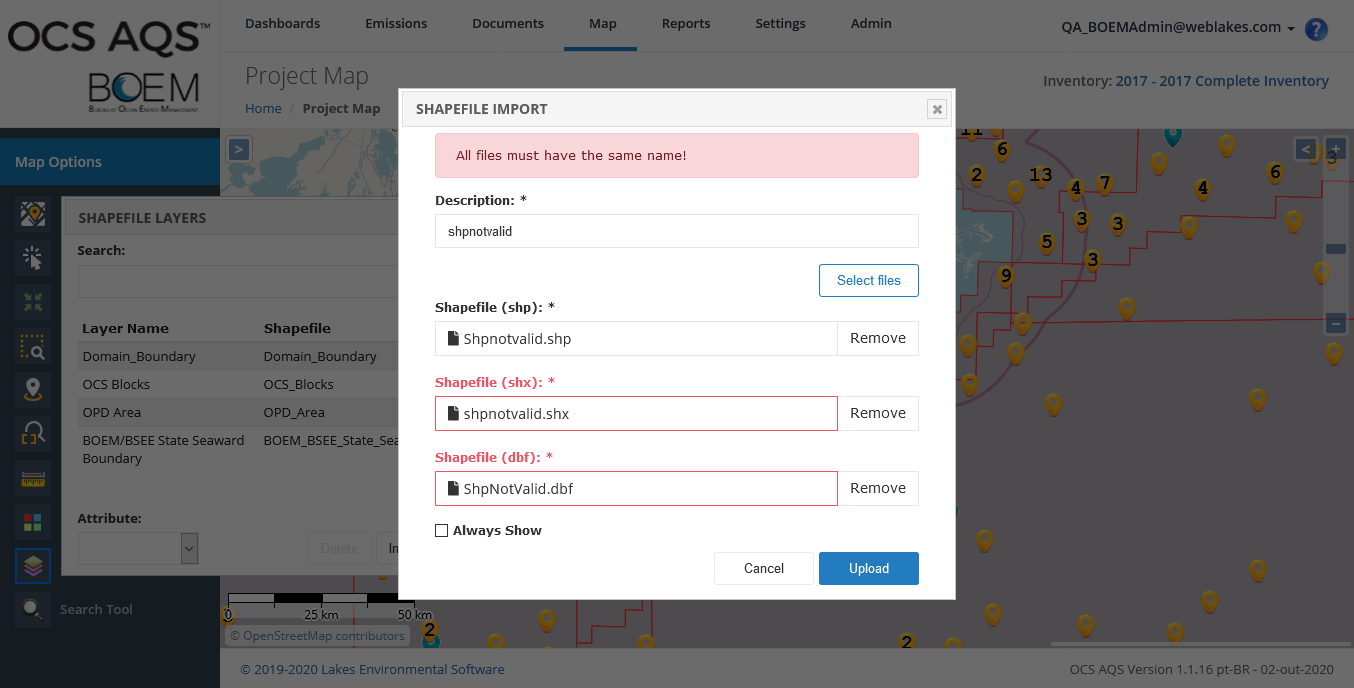 OCS AQS™
BOEM
BUREAU OF OCEAN ENERGY MANAGEMENT
Dashboards Emissions Documents Map Reports Settings Admin
QA_BOEMAdmin@weblakes.com ?
Project Map
Home / Project Map
Inventory: 2017 - 2017 Complete Inventory
Map Options
SHAPEFILE LAYERS
Search:
Layer Name Shapefile
Domain_Boundary Domain_Boundary
OCS Blocks OCS_Blocks
OPD Area OPD_Area
BOEM/BSEE State Seaward BOEM_BSEE_State_Sea
Boundary
Attribute:
Delete
Search Tool
SHAPEFILE IMPORT
All files must have the same name!
Description: *
shpnotvalid
Select files
Shapefile (shp): *
Shpnotvalid.shp Remove
Shapefile (shx): *
shpnotvalid.shx Remove
Shapefile (dbf): *
ShpNotValid.dbf Remove
Always Show
Cancel Upload
>
<
+
−
11
6
2
13
4
7
4
6
3
3
3
5
3
9
2
2
0 25 km 50 km
© OpenStreetMap contributors
© 2019-2020 Lakes Environmental Software
OCS AQS Version 1.1.16 pt-BR - 02-out-2020